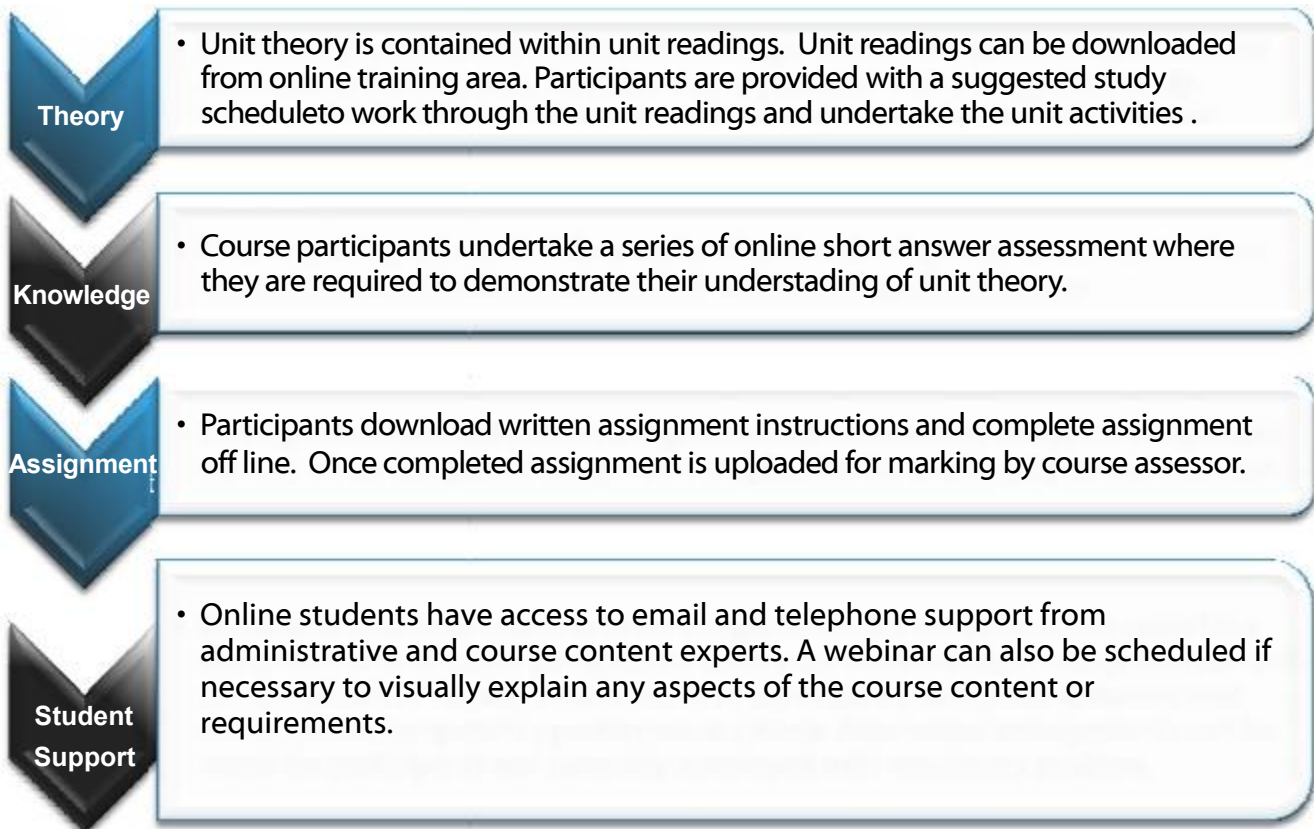 Theory
• Unit theory is contained within unit readings.  Unit readings can be downloaded
from online training area. Participants are provided with a suggested study
scheduleto work through the unit readings and undertake the unit activities .
Knowledge
• Course participants undertake a series of online short answer assessment where
they are required to demonstrate their understading of unit theory.
Assignment
• Participants download written assignment instructions and complete assignment
off line.  Once completed assignment is uploaded for marking by course assessor.
Student
Support
• Online students have access to email and telephone support from
administrative and course content experts. A webinar can also be scheduled if
necessary to visually explain any aspects of the course content or
requirements.